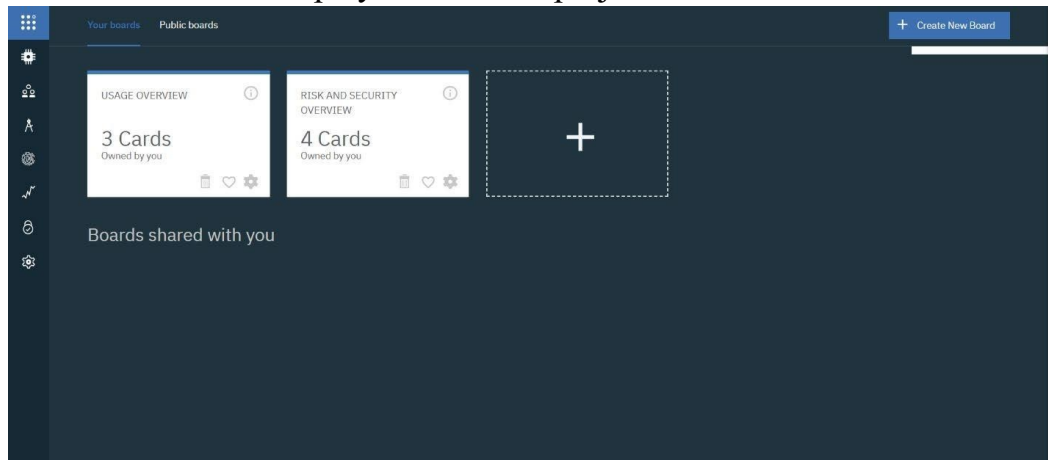 Your boards
Public boards
+ Create New Board
USAGE OVERVIEW
3 Cards
Owned by you
RISK AND SECURITY
OVERVIEW
4 Cards
Owned by you
Boards shared with you